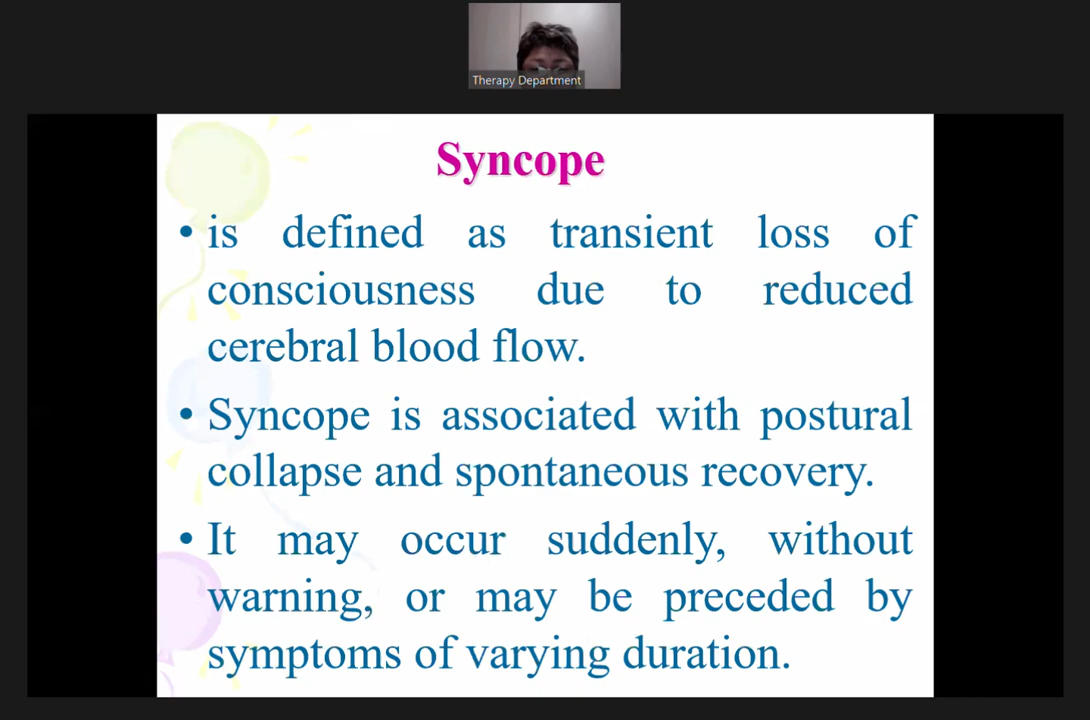 Therapy Department
Syncope
• is defined as transient loss of
consciousness due to reduced
cerebral blood flow.
• Syncope is associated with postural
collapse and spontaneous recovery.
• It may occur suddenly, without
warning, or may be preceded by
symptoms of varying duration.